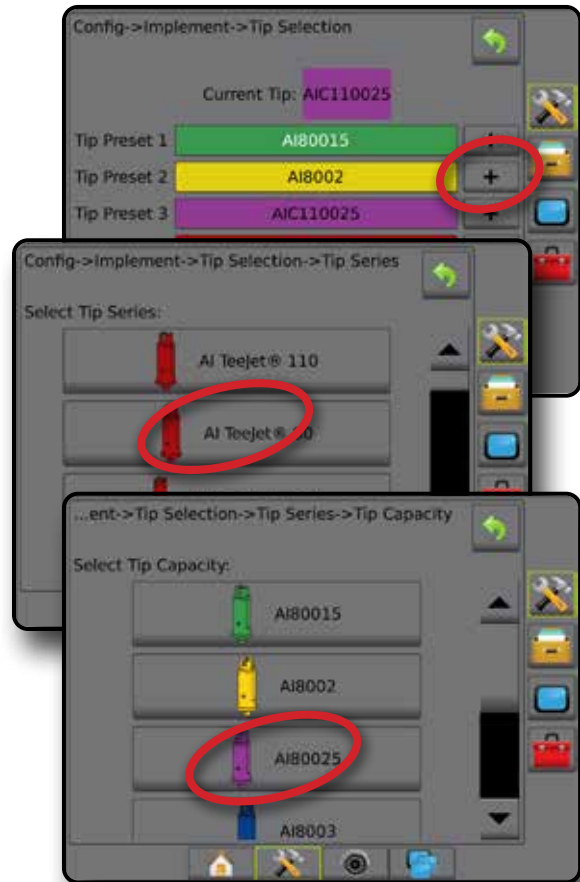 Config->Implement->Tip Selection
Current Tip: AIC110025
Tip Preset 1 AI80015 +
Tip Preset 2 AI8002 +
Tip Preset 3 AIC110025 +
Config->Implement->Tip Selection->Tip Series
Select Tip Series:
AI TeeJet® 110
AI TeeJet®
...ent->Tip Selection->Tip Series->Tip Capacity
Select Tip Capacity:
AI80015
AI8002
AI80025
AI8003